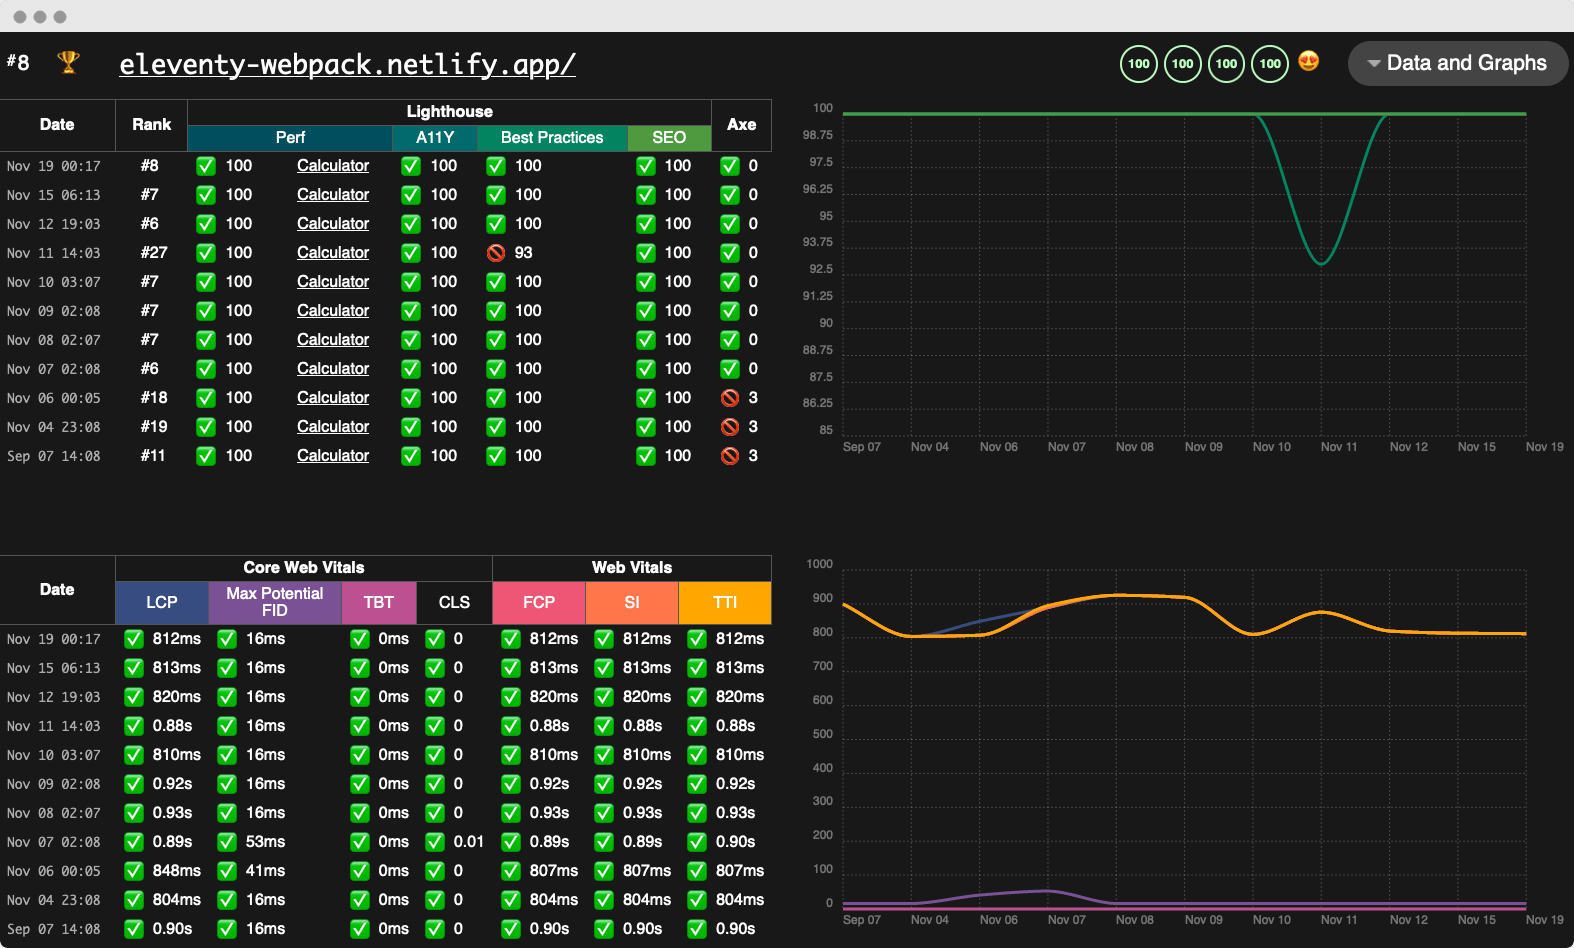 #8 eleventy-webpack.netlify.app/ 100 100 100 100 Data and Graphs
Date Rank Lighthouse Axe
Perf A11Y Best Practices SEO
Nov 19 00:17 #8 100 Calculator 100 100 100 0
Nov 15 06:13 #7 100 Calculator 100 100 100 0
Nov 12 19:03 #6 100 Calculator 100 100 100 0
Nov 11 14:03 #27 100 Calculator 100 93 100 0
Nov 10 03:07 #7 100 Calculator 100 100 100 0
Nov 09 02:08 #7 100 Calculator 100 100 100 0
Nov 08 02:07 #7 100 Calculator 100 100 100 0
Nov 07 02:08 #6 100 Calculator 100 100 100 0
Nov 06 00:05 #18 100 Calculator 100 100 100 3
Nov 04 23:08 #19 100 Calculator 100 100 100 3
Sep 07 14:08 #11 100 Calculator 100 100 100 3
100
98.75
97.5
96.25
95
93.75
92.5
91.25
90
88.75
87.5
86.25
85
Sep 07 Nov 04 Nov 06 Nov 07 Nov 08 Nov 09 Nov 10 Nov 11 Nov 12 Nov 15 Nov 19
Date Core Web Vitals Web Vitals
LCP Max Potential FID TBT CLS FCP SI TTI
Nov 19 00:17 812ms 16ms 0ms 0 812ms 812ms 812ms
Nov 15 06:13 813ms 16ms 0ms 0 813ms 813ms 813ms
Nov 12 19:03 820ms 16ms 0ms 0 820ms 820ms 820ms
Nov 11 14:03 0.88s 16ms 0ms 0 0.88s 0.88s 0.88s
Nov 10 03:07 810ms 16ms 0ms 0 810ms 810ms 810ms
Nov 09 02:08 0.92s 16ms 0ms 0 0.92s 0.92s 0.92s
Nov 08 02:07 0.93s 16ms 0ms 0 0.93s 0.93s 0.93s
Nov 07 02:08 0.89s 53ms 0ms 0.01 0.89s 0.89s 0.90s
Nov 06 00:05 848ms 41ms 0ms 0 807ms 807ms 807ms
Nov 04 23:08 804ms 16ms 0ms 0 804ms 804ms 804ms
Sep 07 14:08 0.90s 16ms 0ms 0 0.90s 0.90s 0.90s
1000
900
800
700
600
500
400
300
200
100
0
Sep 07 Nov 04 Nov 06 Nov 07 Nov 08 Nov 09 Nov 10 Nov 11 Nov 12 Nov 15 Nov 19